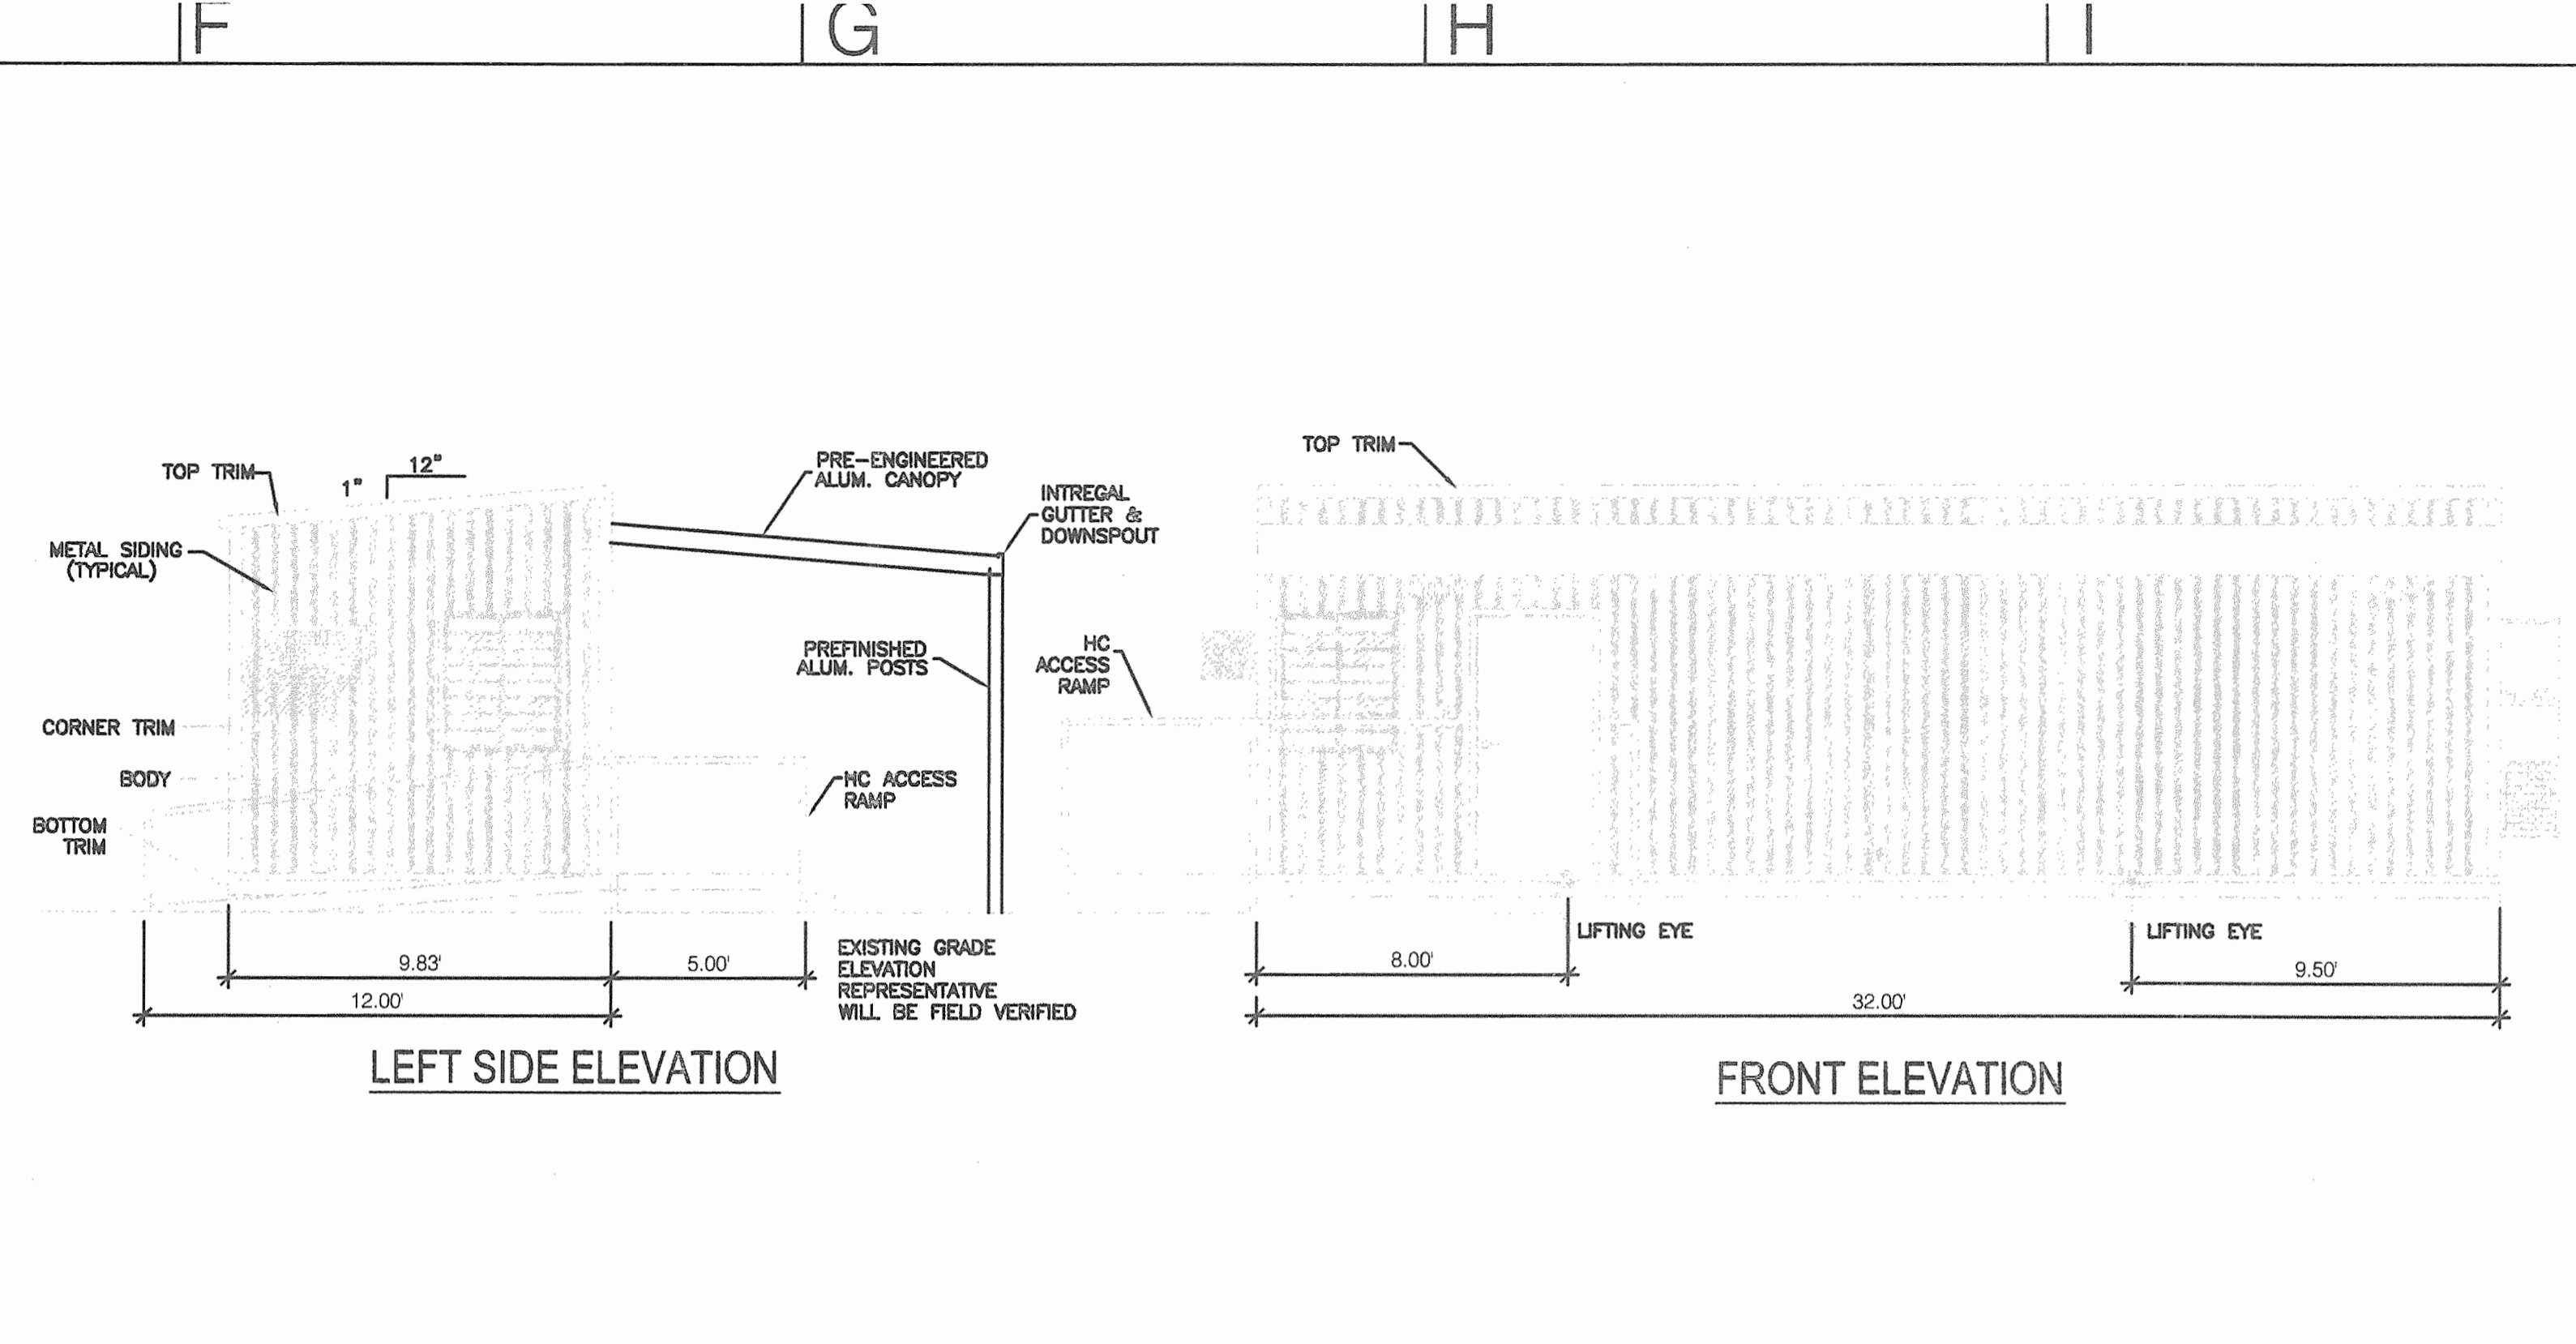 F
G
H
I
TOP TRIM
12"
1"
METAL SIDING
(TYPICAL)
CORNER TRIM
BODY
BOTTOM
TRIM
PRE-ENGINEERED
ALUM. CANOPY
INTREGAL
GUTTER &
DOWNSPOUT
PREFINISHED
ALUM. POSTS
HC ACCESS
RAMP
9.83'
5.00'
12.00'
EXISTING GRADE
ELEVATION
REPRESENTATIVE
WILL BE FIELD VERIFIED
LEFT SIDE ELEVATION
TOP TRIM
HC
ACCESS
RAMP
LIFTING EYE
LIFTING EYE
8.00'
9.50'
32.00'
FRONT ELEVATION